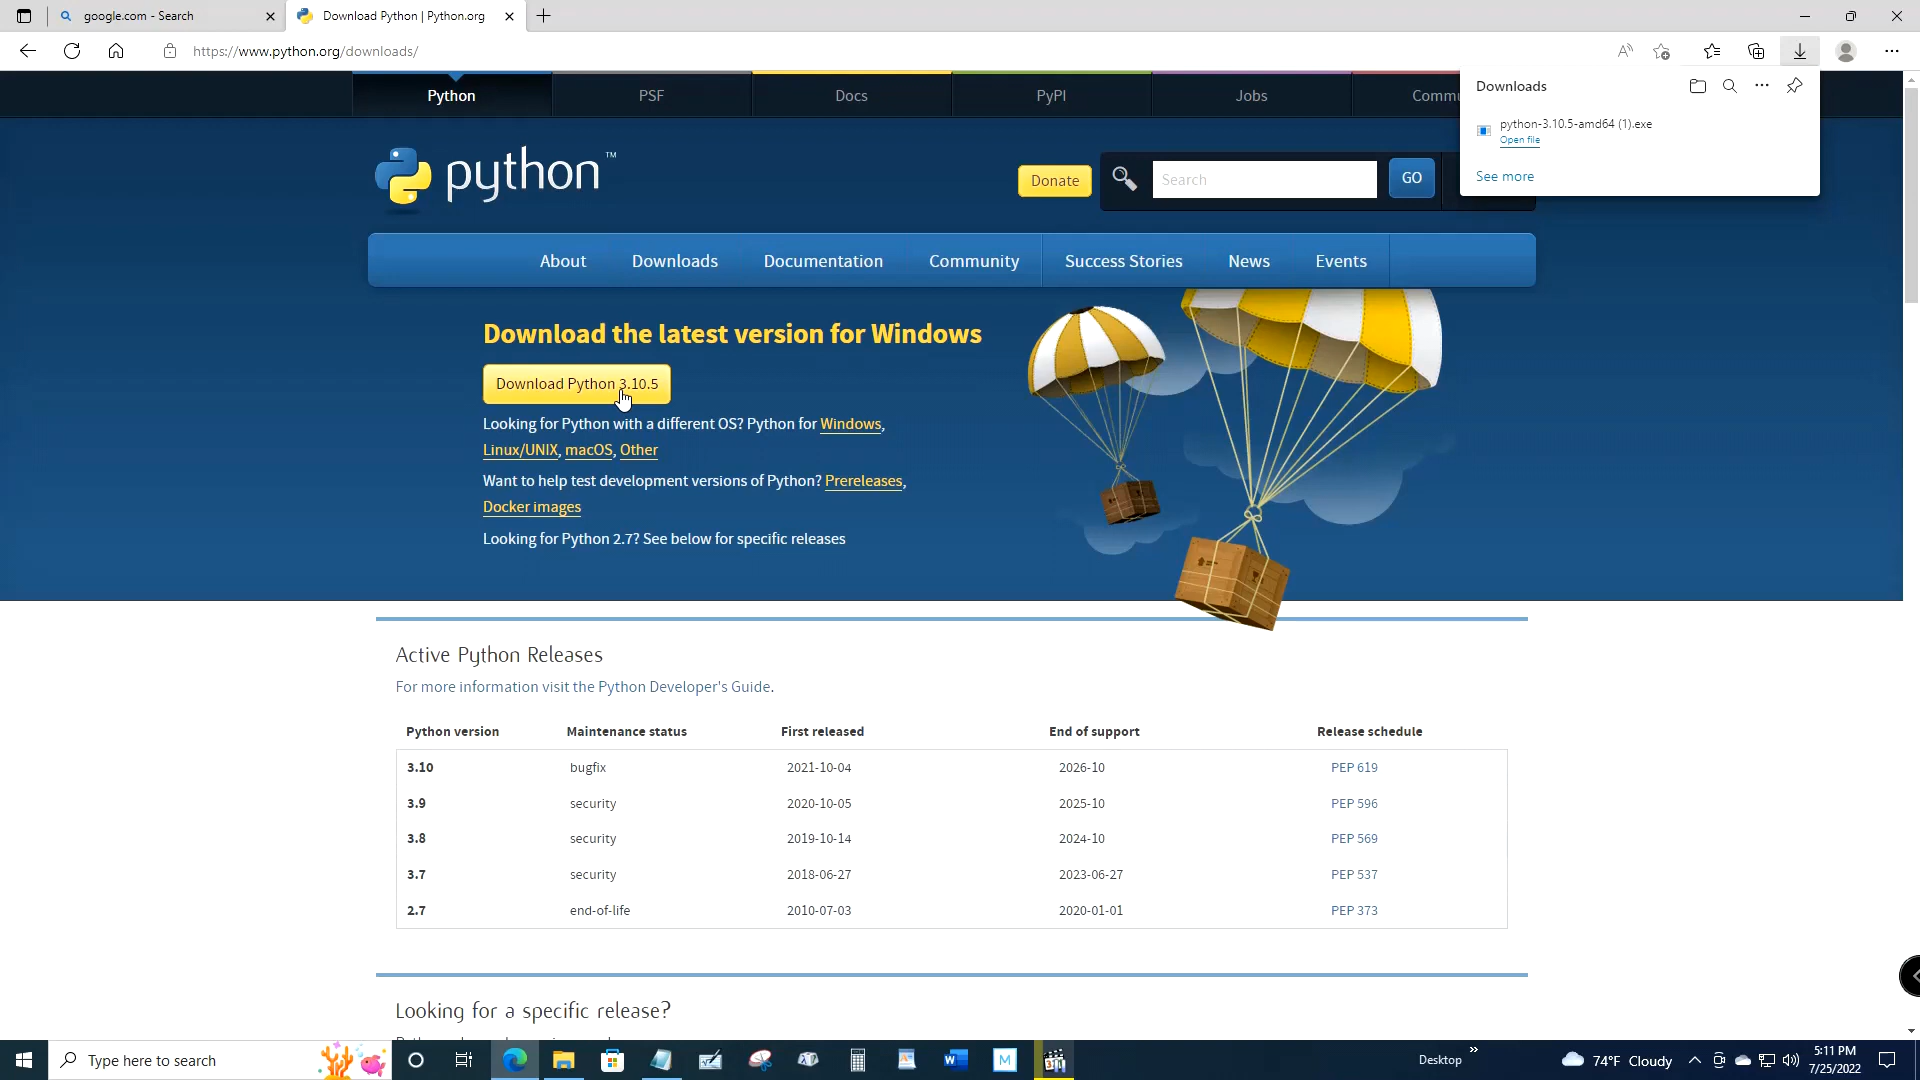 google.com - Search
Download Python | Python.org
https://www.python.org/downloads/
Python
PSF
Docs
PyPI
Jobs
Commu
Downloads
python-3.10.5-amd64 (1).exe
Open file
See more
python™
Donate
Search
GO
About
Downloads
Documentation
Community
Success Stories
News
Events
Download the latest version for Windows
Download Python 3.10.5
Looking for Python with a different OS? Python for Windows,
Linux/UNIX, macOS, Other
Want to help test development versions of Python? Prereleases,
Docker images
Looking for Python 2.7? See below for specific releases
Active Python Releases
For more information visit the Python Developer's Guide.
Python version Maintenance status First released End of support Release schedule
3.10 bugfix 2021-10-04 2026-10 PEP 619
3.9 security 2020-10-05 2025-10 PEP 596
3.8 security 2019-10-14 2024-10 PEP 569
3.7 security 2018-06-27 2023-06-27 PEP 537
2.7 end-of-life 2010-07-03 2020-01-01 PEP 373
Looking for a specific release?
Type here to search
Desktop
74°F Cloudy
5:11 PM
7/25/2022